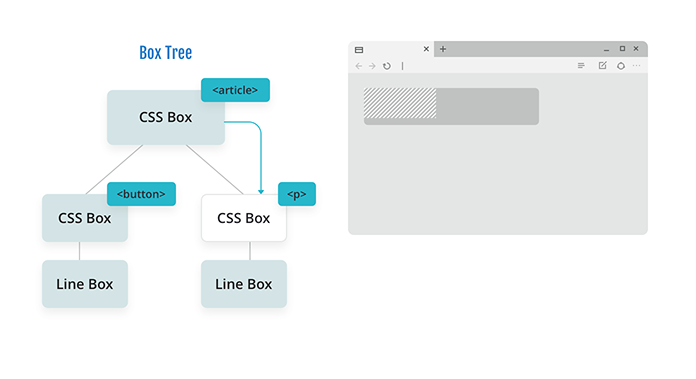 Box Tree
<article>
CSS Box
<button>
<p>
CSS Box
CSS Box
Line Box
Line Box